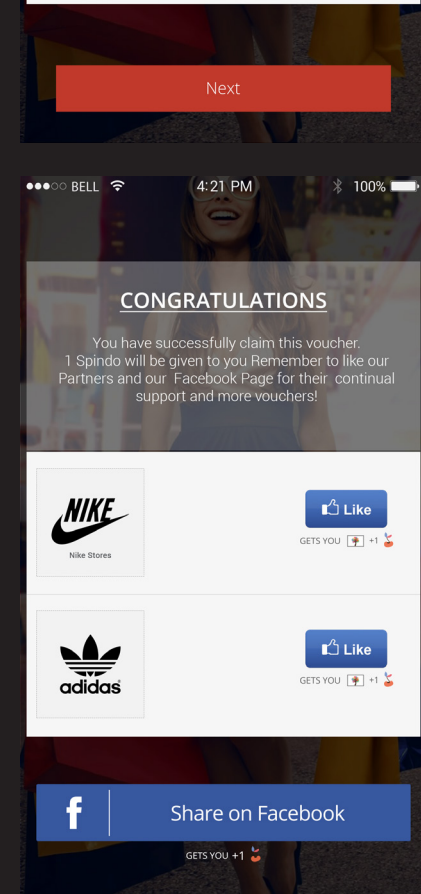 Next
BELL 4:21 PM 100%
CONGRATULATIONS
You have successfully claim this voucher.
1 Spindo will be given to you Remember to like our
Partners and our Facebook Page for their continual
support and more vouchers!
NIKE
Nike Stores
Like
GETS YOU +1
adidas
Like
GETS YOU +1
f Share on Facebook
GETS YOU +1